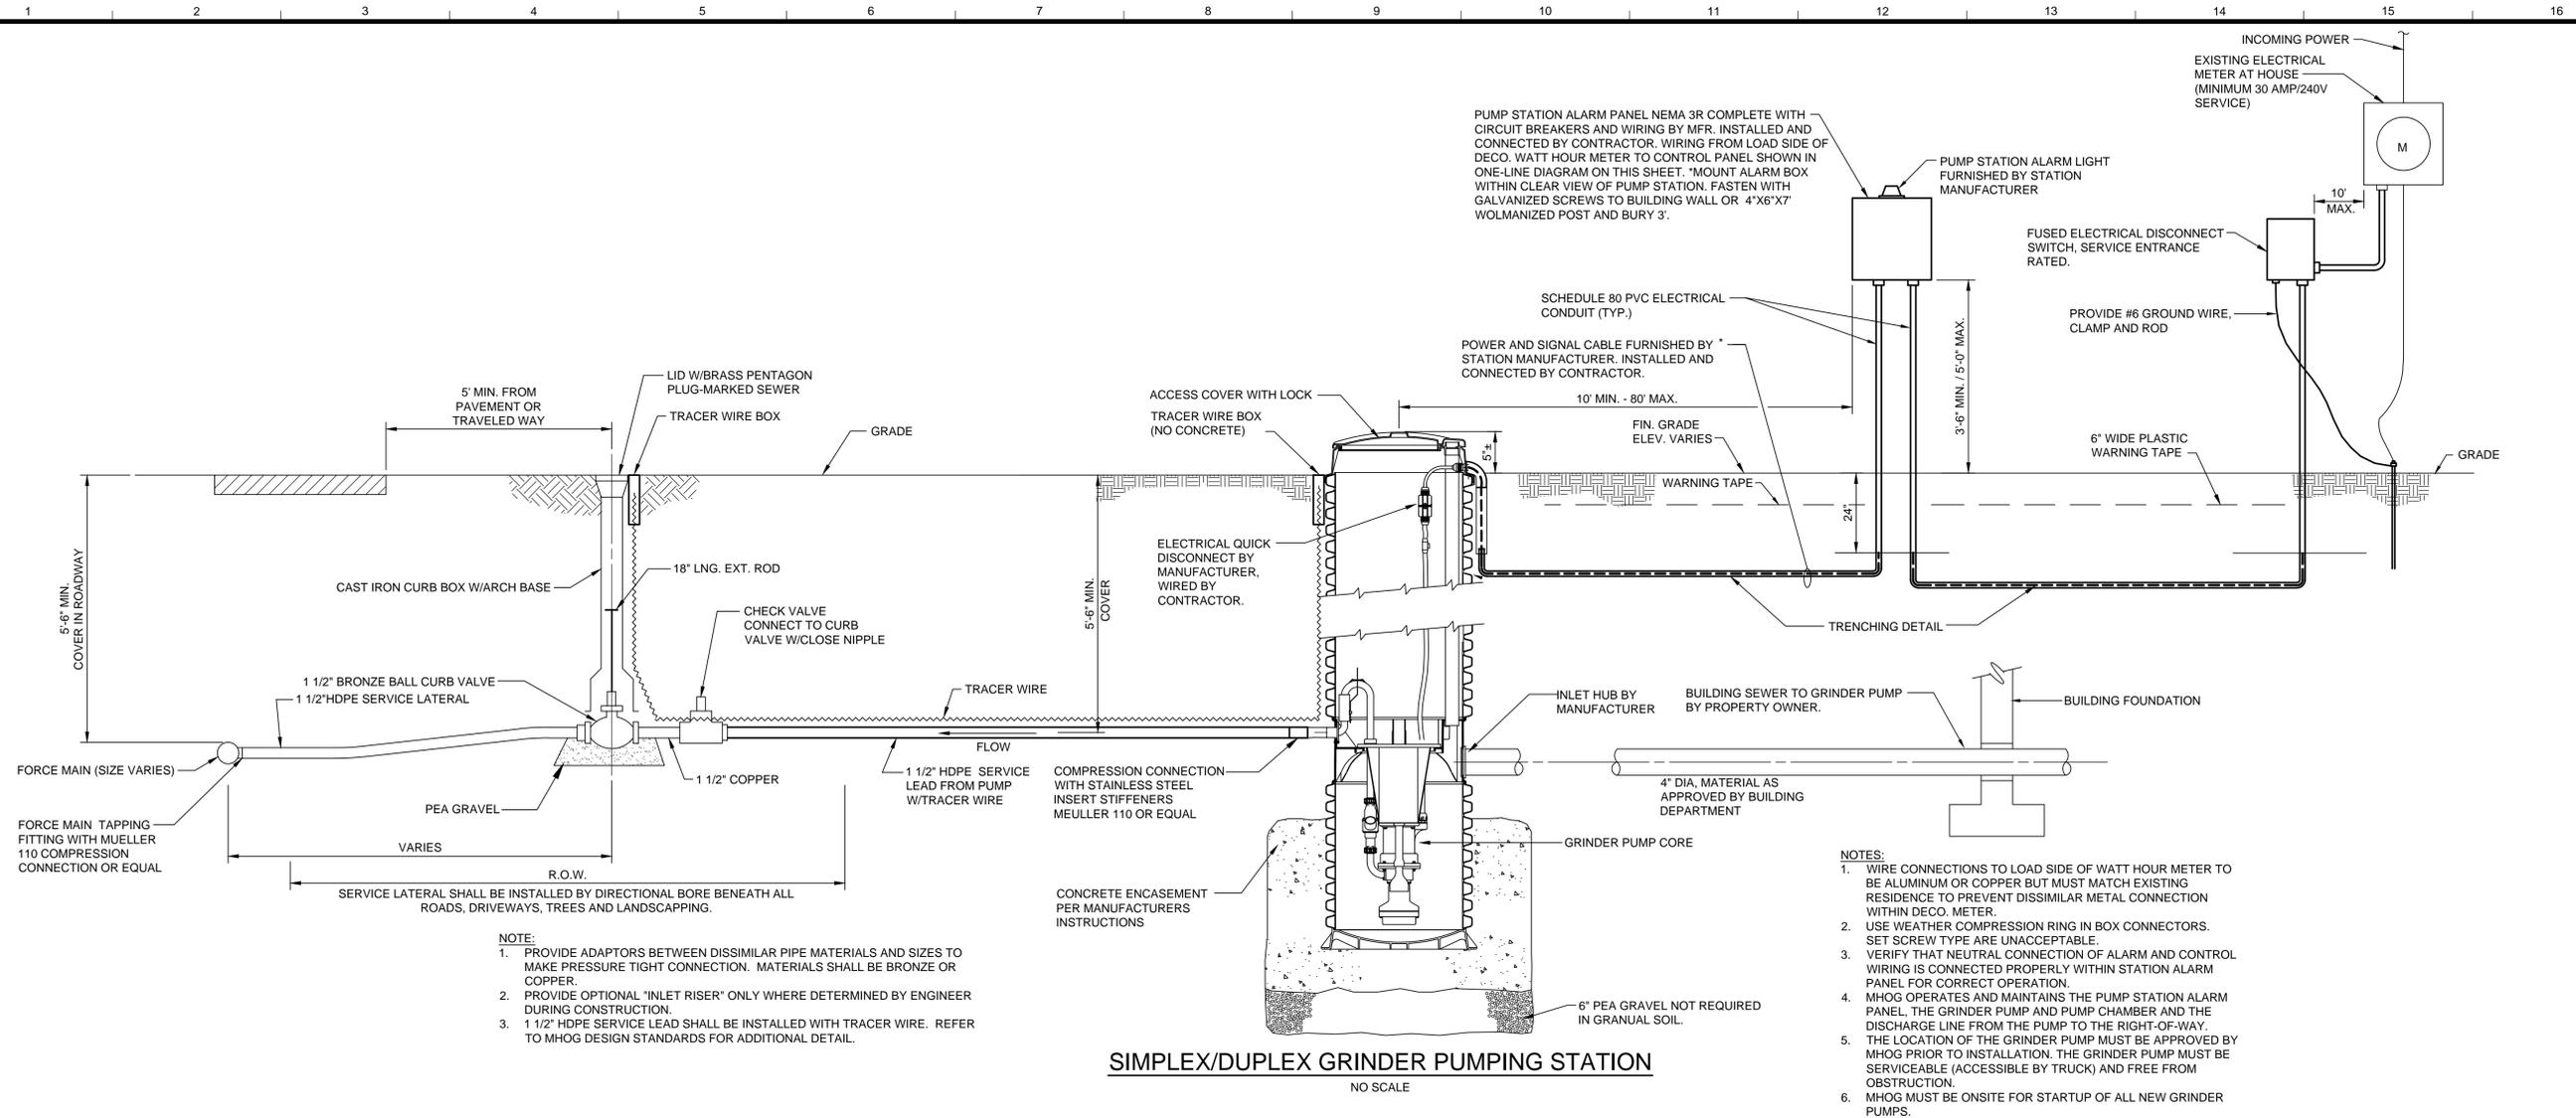 1 2 3 4 5 6 7 8 9 10 11 12 13 14 15 16
INCOMING POWER
EXISTING ELECTRICAL
METER AT HOUSE
(MINIMUM 30 AMP/240V
SERVICE)
M
10'
MAX.
PUMP STATION ALARM PANEL NEMA 3R COMPLETE WITH
CIRCUIT BREAKERS AND WIRING BY MFR. INSTALLED AND
CONNECTED BY CONTRACTOR. WIRING FROM LOAD SIDE OF
DECO. WATT HOUR METER TO CONTROL PANEL SHOWN IN
ONE-LINE DIAGRAM ON THIS SHEET. *MOUNT ALARM BOX
WITHIN CLEAR VIEW OF PUMP STATION. FASTEN WITH
GALVANIZED SCREWS TO BUILDING WALL OR 4"X6"X7'
WOLMANIZED POST AND BURY 3'.
PUMP STATION ALARM LIGHT
FURNISHED BY STATION
MANUFACTURER
FUSED ELECTRICAL DISCONNECT
SWITCH, SERVICE ENTRANCE
RATED.
SCHEDULE 80 PVC ELECTRICAL
CONDUIT (TYP.)
PROVIDE #6 GROUND WIRE,
CLAMP AND ROD
POWER AND SIGNAL CABLE FURNISHED BY *
STATION MANUFACTURER. INSTALLED AND
CONNECTED BY CONTRACTOR.
3'-6" MIN. / 5'-0" MAX.
5' MIN. FROM
PAVEMENT OR
TRAVELED WAY
LID W/BRASS PENTAGON
PLUG-MARKED SEWER
TRACER WIRE BOX
GRADE
ACCESS COVER WITH LOCK
TRACER WIRE BOX
(NO CONCRETE)
10' MIN. - 80' MAX.
5"±
FIN. GRADE
ELEV. VARIES
6" WIDE PLASTIC
WARNING TAPE
GRADE
WARNING TAPE
24"
5'-6" MIN.
COVER IN ROADWAY
CAST IRON CURB BOX W/ARCH BASE
18" LNG. EXT. ROD
CHECK VALVE
CONNECT TO CURB
VALVE W/CLOSE NIPPLE
5'-6" MIN.
COVER
ELECTRICAL QUICK
DISCONNECT BY
MANUFACTURER,
WIRED BY
CONTRACTOR.
TRENCHING DETAIL
1 1/2" BRONZE BALL CURB VALVE
1 1/2"HDPE SERVICE LATERAL
TRACER WIRE
INLET HUB BY
MANUFACTURER
BUILDING SEWER TO GRINDER PUMP
BY PROPERTY OWNER.
BUILDING FOUNDATION
FLOW
FORCE MAIN (SIZE VARIES)
1 1/2" COPPER
1 1/2" HDPE SERVICE
LEAD FROM PUMP
W/TRACER WIRE
COMPRESSION CONNECTION
WITH STAINLESS STEEL
INSERT STIFFENERS
MEULLER 110 OR EQUAL
4" DIA, MATERIAL AS
APPROVED BY BUILDING
DEPARTMENT
PEA GRAVEL
FORCE MAIN TAPPING
FITTING WITH MUELLER
110 COMPRESSION
CONNECTION OR EQUAL
VARIES
R.O.W.
SERVICE LATERAL SHALL BE INSTALLED BY DIRECTIONAL BORE BENEATH ALL
ROADS, DRIVEWAYS, TREES AND LANDSCAPPING.
GRINDER PUMP CORE
CONCRETE ENCASEMENT
PER MANUFACTURERS
INSTRUCTIONS
6" PEA GRAVEL NOT REQUIRED
IN GRANUAL SOIL.
NOTE:
1. PROVIDE ADAPTORS BETWEEN DISSIMILAR PIPE MATERIALS AND SIZES TO
MAKE PRESSURE TIGHT CONNECTION. MATERIALS SHALL BE BRONZE OR
COPPER.
2. PROVIDE OPTIONAL "INLET RISER" ONLY WHERE DETERMINED BY ENGINEER
DURING CONSTRUCTION.
3. 1 1/2" HDPE SERVICE LEAD SHALL BE INSTALLED WITH TRACER WIRE. REFER
TO MHOG DESIGN STANDARDS FOR ADDITIONAL DETAIL.
SIMPLEX/DUPLEX GRINDER PUMPING STATION
NO SCALE
NOTES:
1. WIRE CONNECTIONS TO LOAD SIDE OF WATT HOUR METER TO
BE ALUMINUM OR COPPER BUT MUST MATCH EXISTING
RESIDENCE TO PREVENT DISSIMILAR METAL CONNECTION
WITHIN DECO. METER.
2. USE WEATHER COMPRESSION RING IN BOX CONNECTORS.
SET SCREW TYPE ARE UNACCEPTABLE.
3. VERIFY THAT NEUTRAL CONNECTION OF ALARM AND CONTROL
WIRING IS CONNECTED PROPERLY WITHIN STATION ALARM
PANEL FOR CORRECT OPERATION.
4. MHOG OPERATES AND MAINTAINS THE PUMP STATION ALARM
PANEL, THE GRINDER PUMP AND PUMP CHAMBER AND THE
DISCHARGE LINE FROM THE PUMP TO THE RIGHT-OF-WAY.
5. THE LOCATION OF THE GRINDER PUMP MUST BE APPROVED BY
MHOG PRIOR TO INSTALLATION. THE GRINDER PUMP MUST BE
SERVICEABLE (ACCESSIBLE BY TRUCK) AND FREE FROM
OBSTRUCTION.
6. MHOG MUST BE ONSITE FOR STARTUP OF ALL NEW GRINDER
PUMPS.